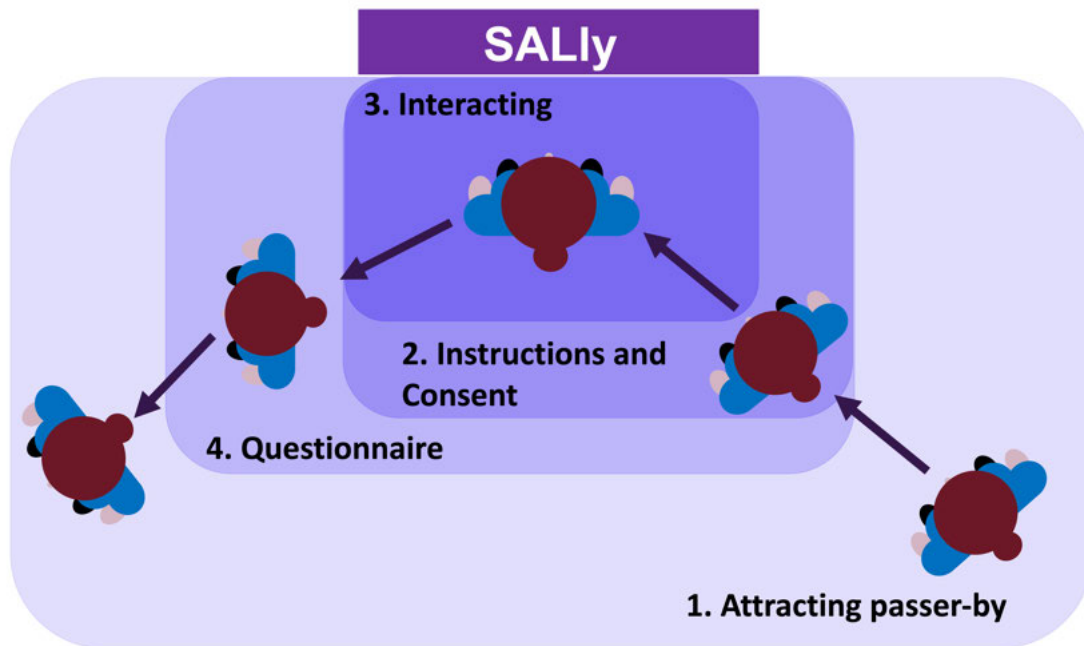 SALly
3. Interacting
2. Instructions and
Consent
4. Questionnaire
1. Attracting passer-by